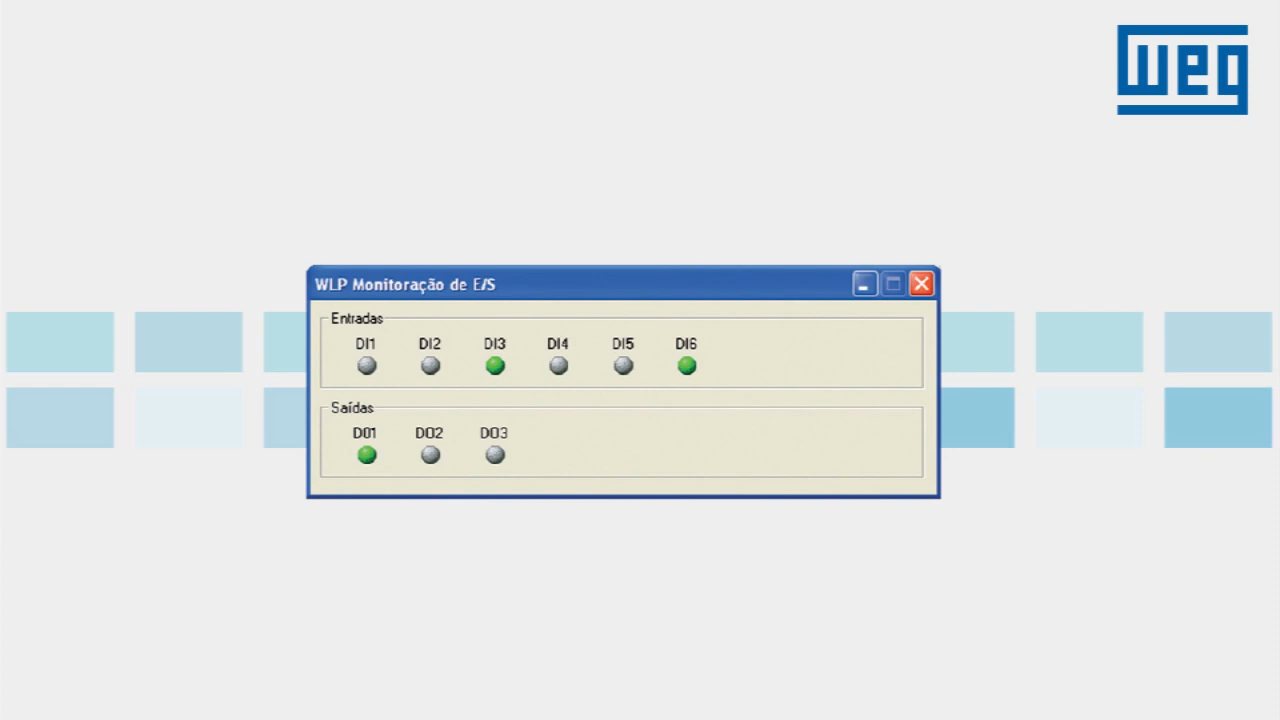 weg
WLP Monitoração de E/S
Entradas
DI1 DI2 DI3 DI4 DI5 DI6
Saídas
DO1 DO2 DO3